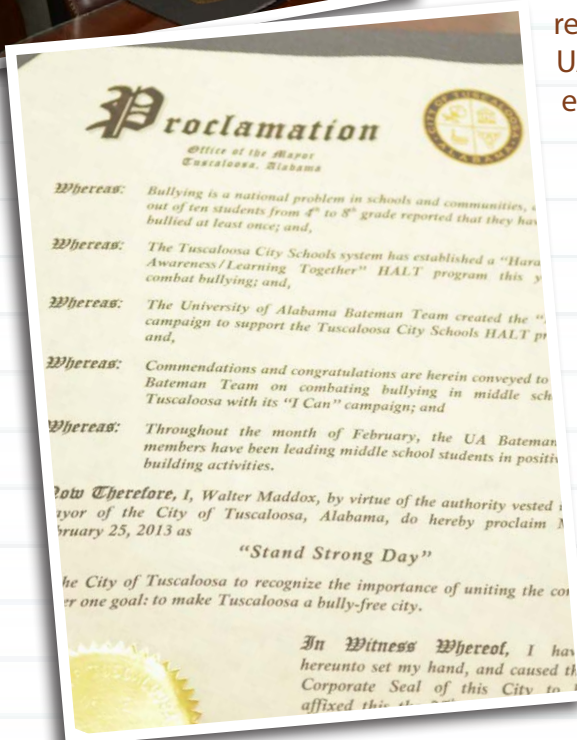 re
U
e
Proclamation
Office of the Mayor
Tuscaloosa, Alabama
CITY OF TUSCALOOSA
ALABAMA
Whereas: Bullying is a national problem in schools and communities,
out of ten students from 4th to 8th grade reported that they hav
bullied at least once; and,
Whereas: The Tuscaloosa City Schools system has established a “Hara
Awareness/Learning Together” HALT program this y
combat bullying; and,
Whereas: The University of Alabama Bateman Team created the “
campaign to support the Tuscaloosa City Schools HALT pr
and,
Whereas: Commendations and congratulations are herein conveyed to
Bateman Team on combating bullying in middle sch
Tuscaloosa with its “I Can” campaign; and
Whereas: Throughout the month of February, the UA Bateman
members have been leading middle school students in positiv
building activities.
Now Therefore, I, Walter Maddox, by virtue of the authority vested
ayor of the City of Tuscaloosa, Alabama, do hereby proclaim M
bruary 25, 2013 as
“Stand Strong Day”
he City of Tuscaloosa to recognize the importance of uniting the co
er one goal: to make Tuscaloosa a bully-free city.
In Witness Whereof, I hav
hereunto set my hand, and caused th
Corporate Seal of this City to b
affixed this the